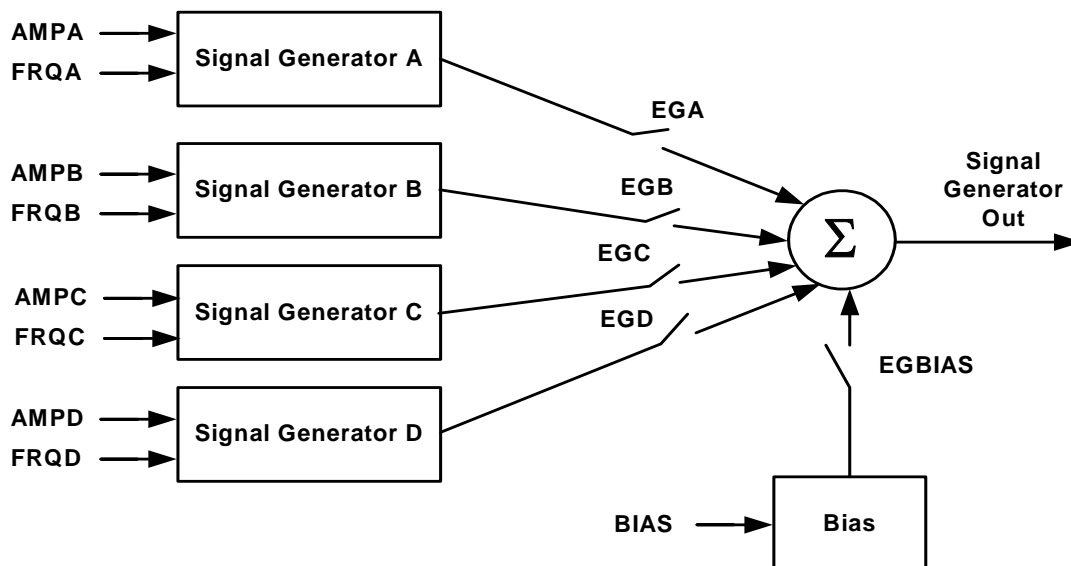 AMPA
FRQA
Signal Generator A
EGA
AMPB
FRQB
Signal Generator B
EGB
Signal
Generator
Out
Σ
AMPC
FRQC
Signal Generator C
EGC
EGD
EGBIAS
AMPD
FRQD
Signal Generator D
BIAS
Bias